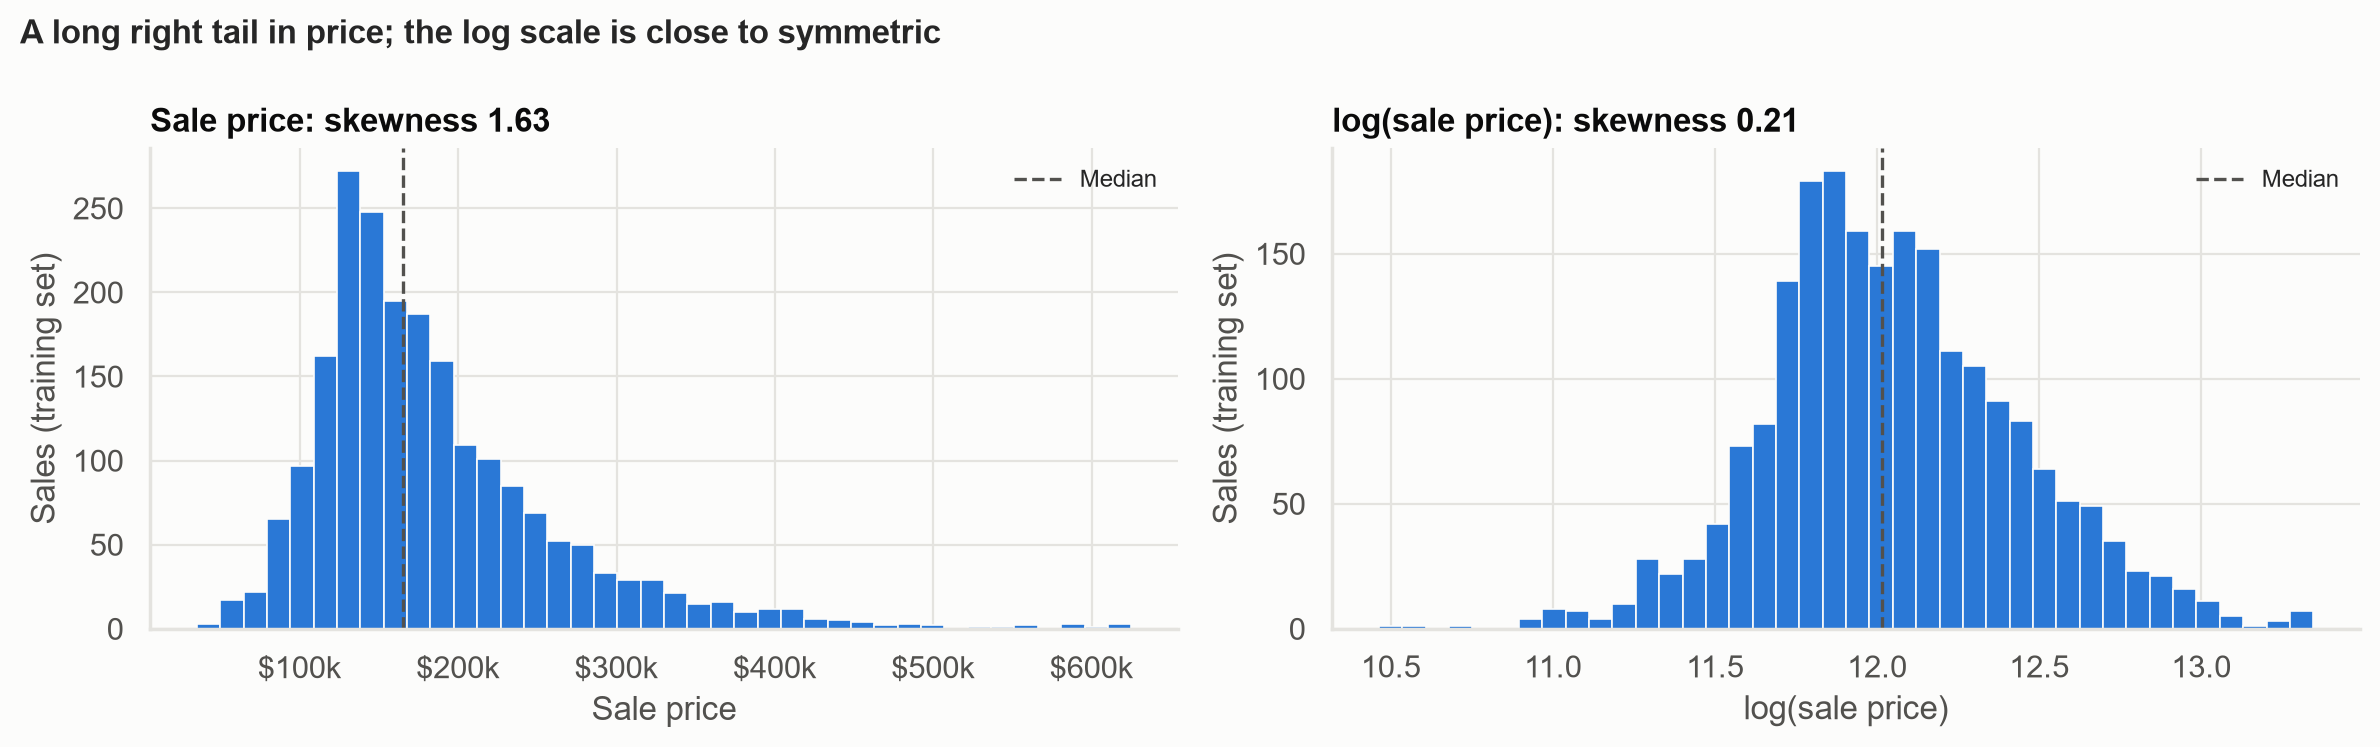 A long right tail in price; the log scale is close to symmetric
Sale price: skewness 1.63
Median
Sales (training set)
250
200
150
100
50
0
$100k $200k $300k $400k $500k $600k
Sale price
log(sale price): skewness 0.21
Median
Sales (training set)
150
100
50
0
10.5 11.0 11.5 12.0 12.5 13.0
log(sale price)